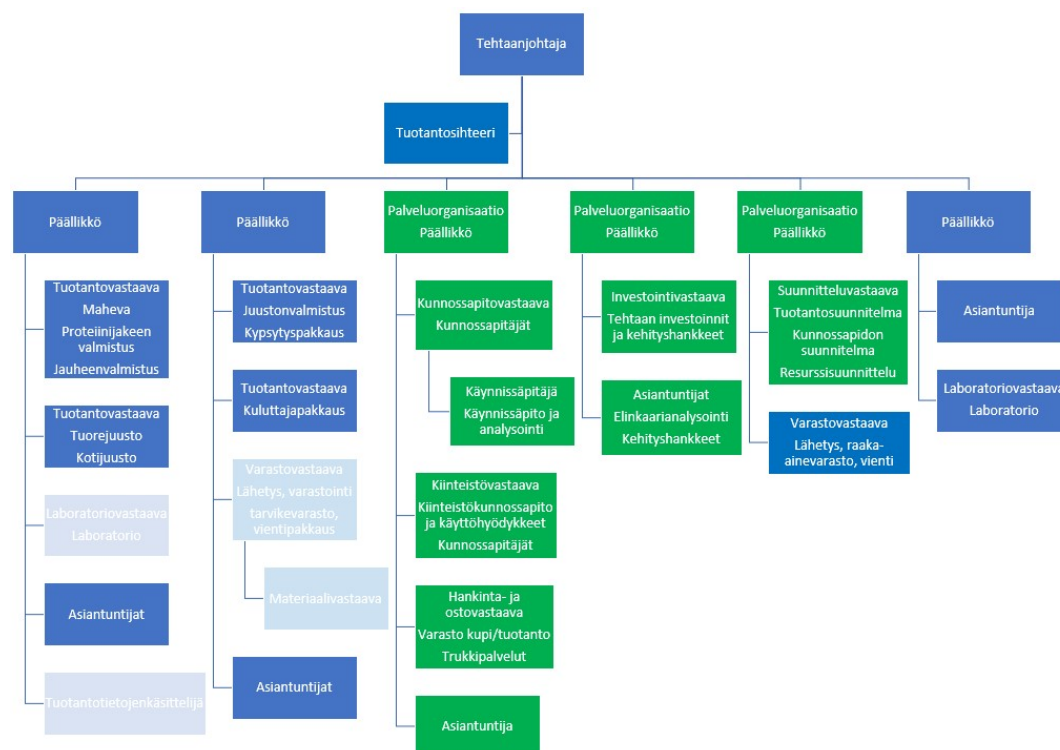 Tehtaanjohtaja
Tuotantosihteeri
Päällikkö
Tuotantovastaava
Maheva
Proteiinijakeen
valmistus
Jauheenvalmistus
Tuotantovastaava
Tuorejuusto
Kotijuusto
Laboratoriovastaava
Laboratorio
Asiantuntijat
Tuotantotietojenkäsittelijä
Päällikkö
Tuotantovastaava
Juustonvalmistus
Kypsytyspakkaus
Tuotantovastaava
Kuluttajapakkaus
Varastovastaava
Lähetys, varastointi
tarvikevarasto,
vientipakkaus
Materiaalivastaava
Asiantuntijat
Palveluorganisaatio
Päällikkö
Kunnossapitovastaava
Kunnossapitäjät
Käynnissäpitäjä
Käynnissäpito ja
analysointi
Kiinteistövastaava
Kiinteistökunnossapito
ja käyttöhyödykkeet
Kunnossapitäjät
Hankinta- ja
ostovastaava
Varasto kupi/tuotanto
Trukkipalvelut
Asiantuntija
Palveluorganisaatio
Päällikkö
Investointivastaava
Tehtaan investoinnit
ja kehityshankkeet
Asiantuntijat
Elinkaarianalysointi
Kehityshankkeet
Palveluorganisaatio
Päällikkö
Suunnitteluvastaava
Tuotantosuunnitelma
Kunnossapidon
suunnitelma
Resurssisuunnittelu
Varastovastaava
Lähetys, raaka-
ainevarasto, vienti
Päällikkö
Asiantuntija
Laboratoriovastaava
Laboratorio